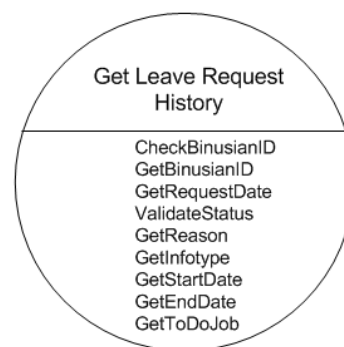 Get Leave Request
History
CheckBinusianID
GetBinusianID
GetRequestDate
ValidateStatus
GetReason
GetInfotype
GetStartDate
GetEndDate
GetToDoJob